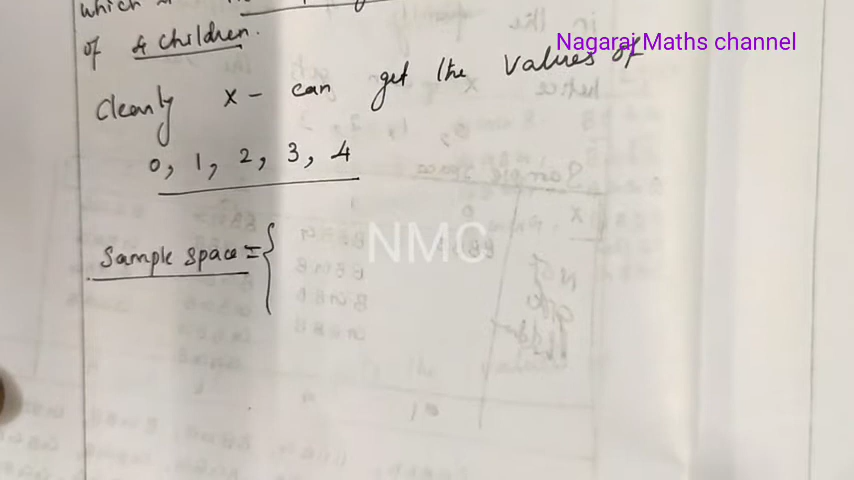 which
of 4 children.
Nagaraj Maths channel
clearly x - can get the values of
0, 1, 2, 3, 4
NMC
Sample space = {